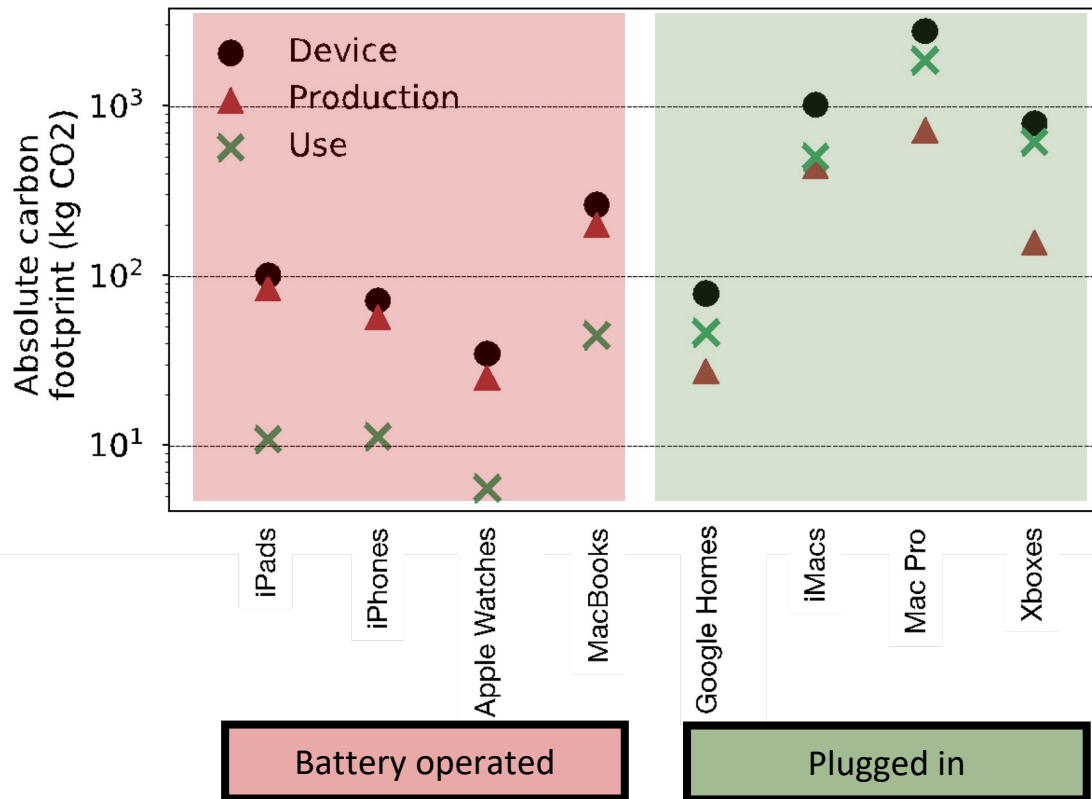 Device
Production
Use
Absolute carbon
footprint (kg CO2)
10³
10²
10¹
iPads
iPhones
Apple Watches
MacBooks
Google Homes
iMacs
Mac Pro
Xboxes
Battery operated
Plugged in